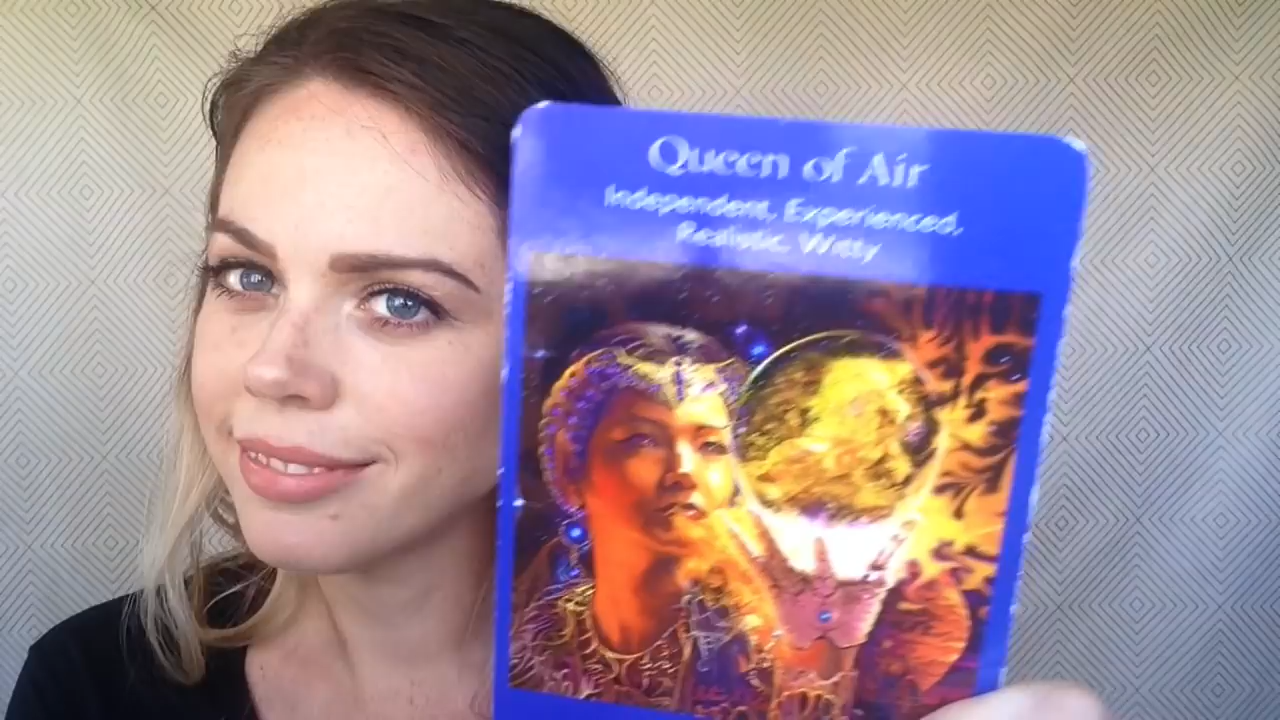 Queen of Air
Independent, Experienced,
Realistic, Witty